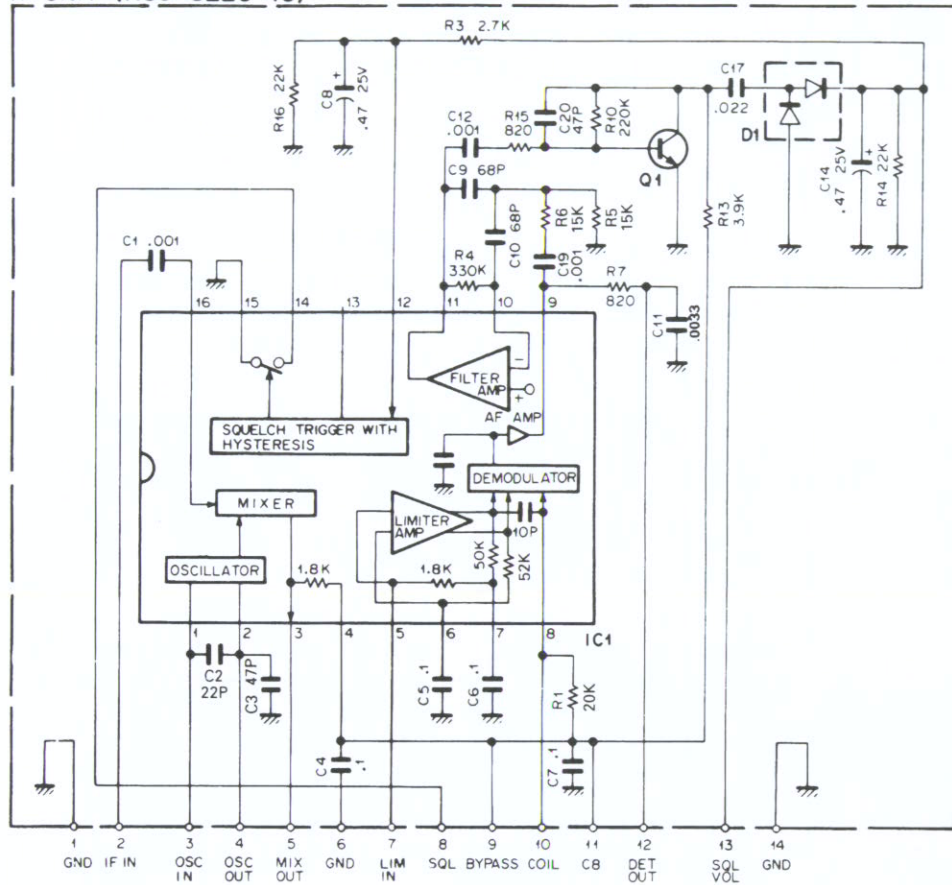 R3 2.7K
R16 22K
C8 + .47 25V
C17 .022
D1
C12 .001
R15 820
C20 47P
R10 220K
Q1
C14 + .47 25V
R14 22K
R13 3.9K
C9 68P
C10 68P
R6 15K
R5 15K
C19 .001
C1 .001
R4 330K
R7 820
C11 .0033
16 15 14 13 12 11 10 9
FILTER AMP
- +
AF AMP
SQUELCH TRIGGER WITH
HYSTERESIS
DEMODULATOR
MIXER
LIMITER AMP
10P
50K
52K
OSCILLATOR
1.8K
1.8K
1 2 3 4 5 6 7 8
IC1
C2 22P
C3 47P
C5 .1
C6 .1
R1 20K
C4 .1
C7 .1
1 2 3 4 5 6 7 8 9 10 11 12 13 14
GND IF IN OSC IN OSC OUT MIX OUT GND LIM IN SQL BYPASS COIL C8 DET OUT SQL VOL GND